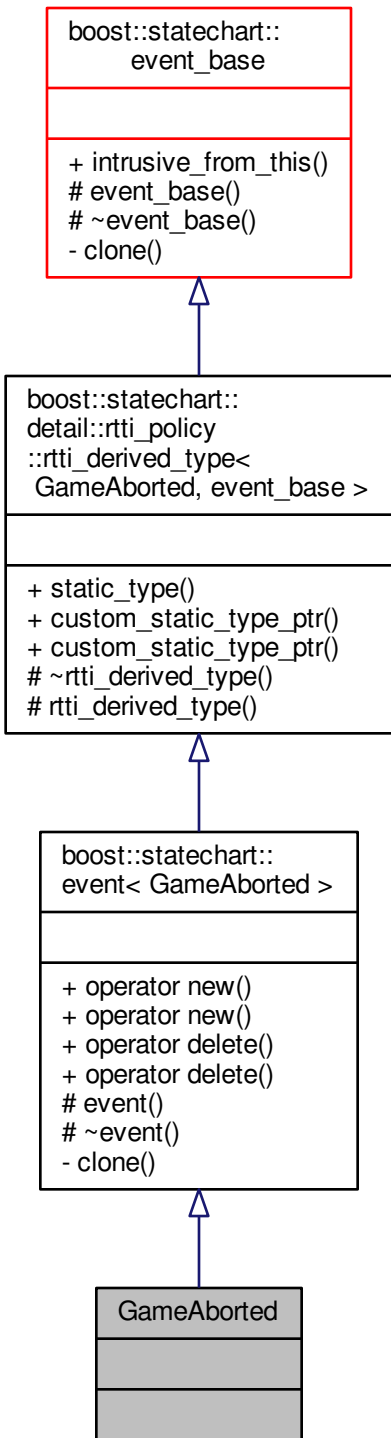 boost::statechart::
event_base
+ intrusive_from_this()
# event_base()
# ~event_base()
- clone()
boost::statechart::
detail::rtti_policy
::rtti_derived_type<
GameAborted, event_base >
+ static_type()
+ custom_static_type_ptr()
+ custom_static_type_ptr()
# ~rtti_derived_type()
# rtti_derived_type()
boost::statechart::
event< GameAborted >
+ operator new()
+ operator new()
+ operator delete()
+ operator delete()
# event()
# ~event()
- clone()
GameAborted